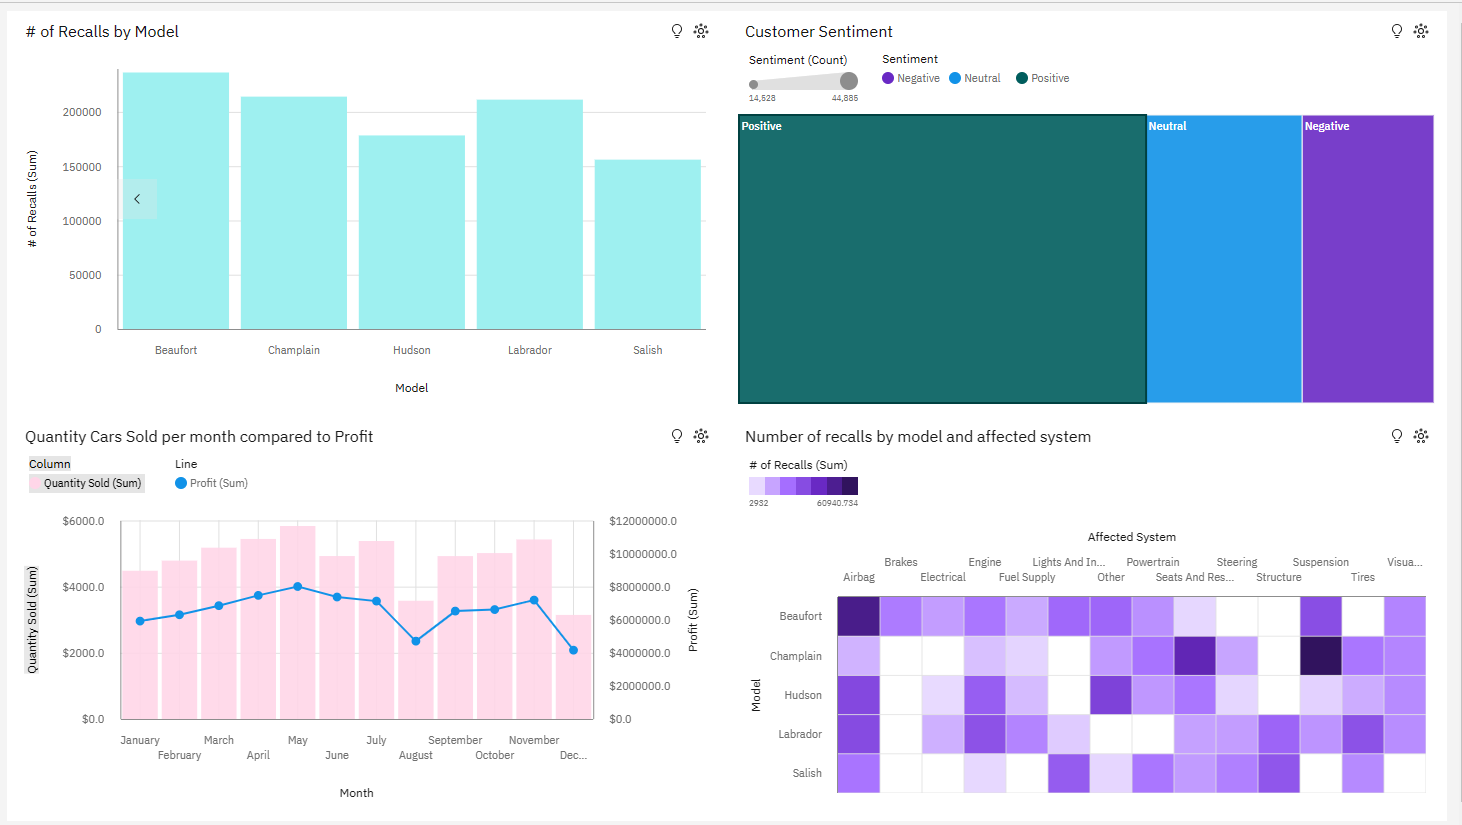 # of Recalls by Model
# of Recalls (Sum)
200000
150000
100000
50000
0
Beaufort Champlain Hudson Labrador Salish
Model
Customer Sentiment
Sentiment (Count)
14,528 44,885
Sentiment
Negative Neutral Positive
Positive Neutral Negative
Quantity Cars Sold per month compared to Profit
Column Line
Quantity Sold (Sum) Profit (Sum)
Quantity Sold (Sum)
$6000.0
$4000.0
$2000.0
$0.0
$12000000.0
$10000000.0
$8000000.0
$6000000.0
$4000000.0
$2000000.0
$0.0
Profit (Sum)
January March May July September November
February April June August October Dec...
Month
Number of recalls by model and affected system
# of Recalls (Sum)
2932 60940.734
Affected System
Brakes Engine Lights And In... Powertrain Steering Suspension Visua...
Airbag Electrical Fuel Supply Other Seats And Res... Structure Tires
Model
Beaufort
Champlain
Hudson
Labrador
Salish